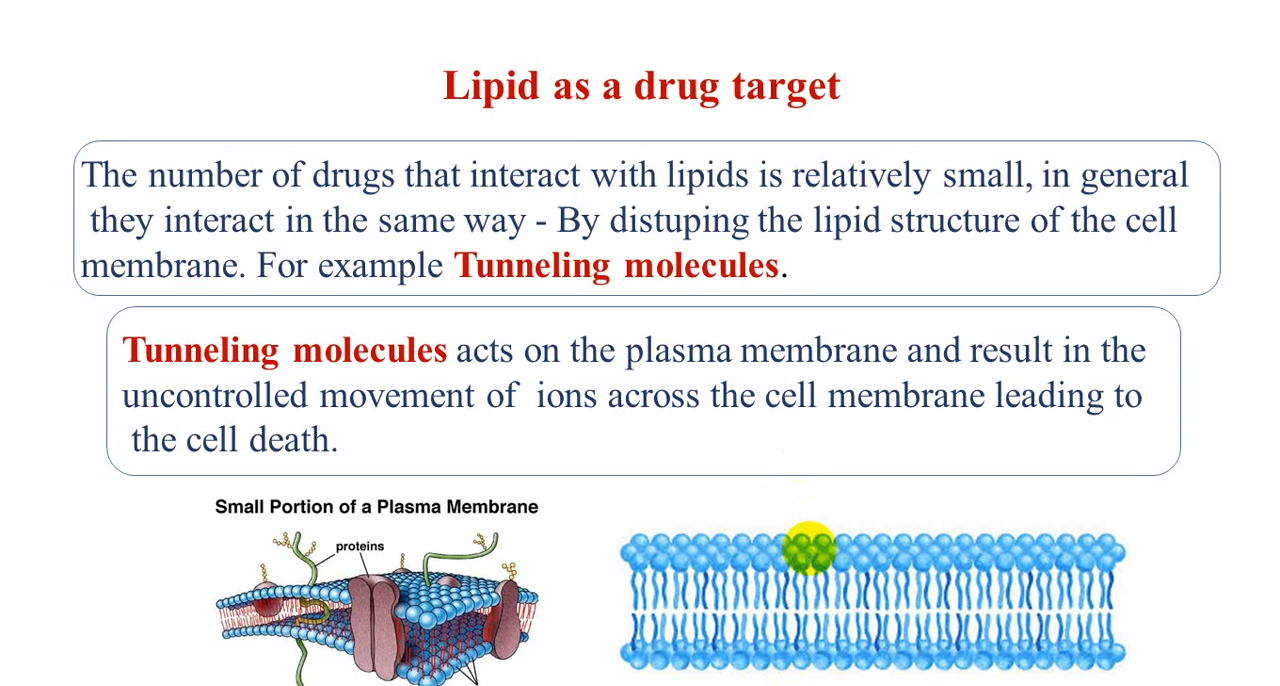 Lipid as a drug target
The number of drugs that interact with lipids is relatively small, in general
they interact in the same way - By distuping the lipid structure of the cell
membrane. For example Tunneling molecules.
Tunneling molecules acts on the plasma membrane and result in the
uncontrolled movement of ions across the cell membrane leading to
the cell death.
Small Portion of a Plasma Membrane
proteins